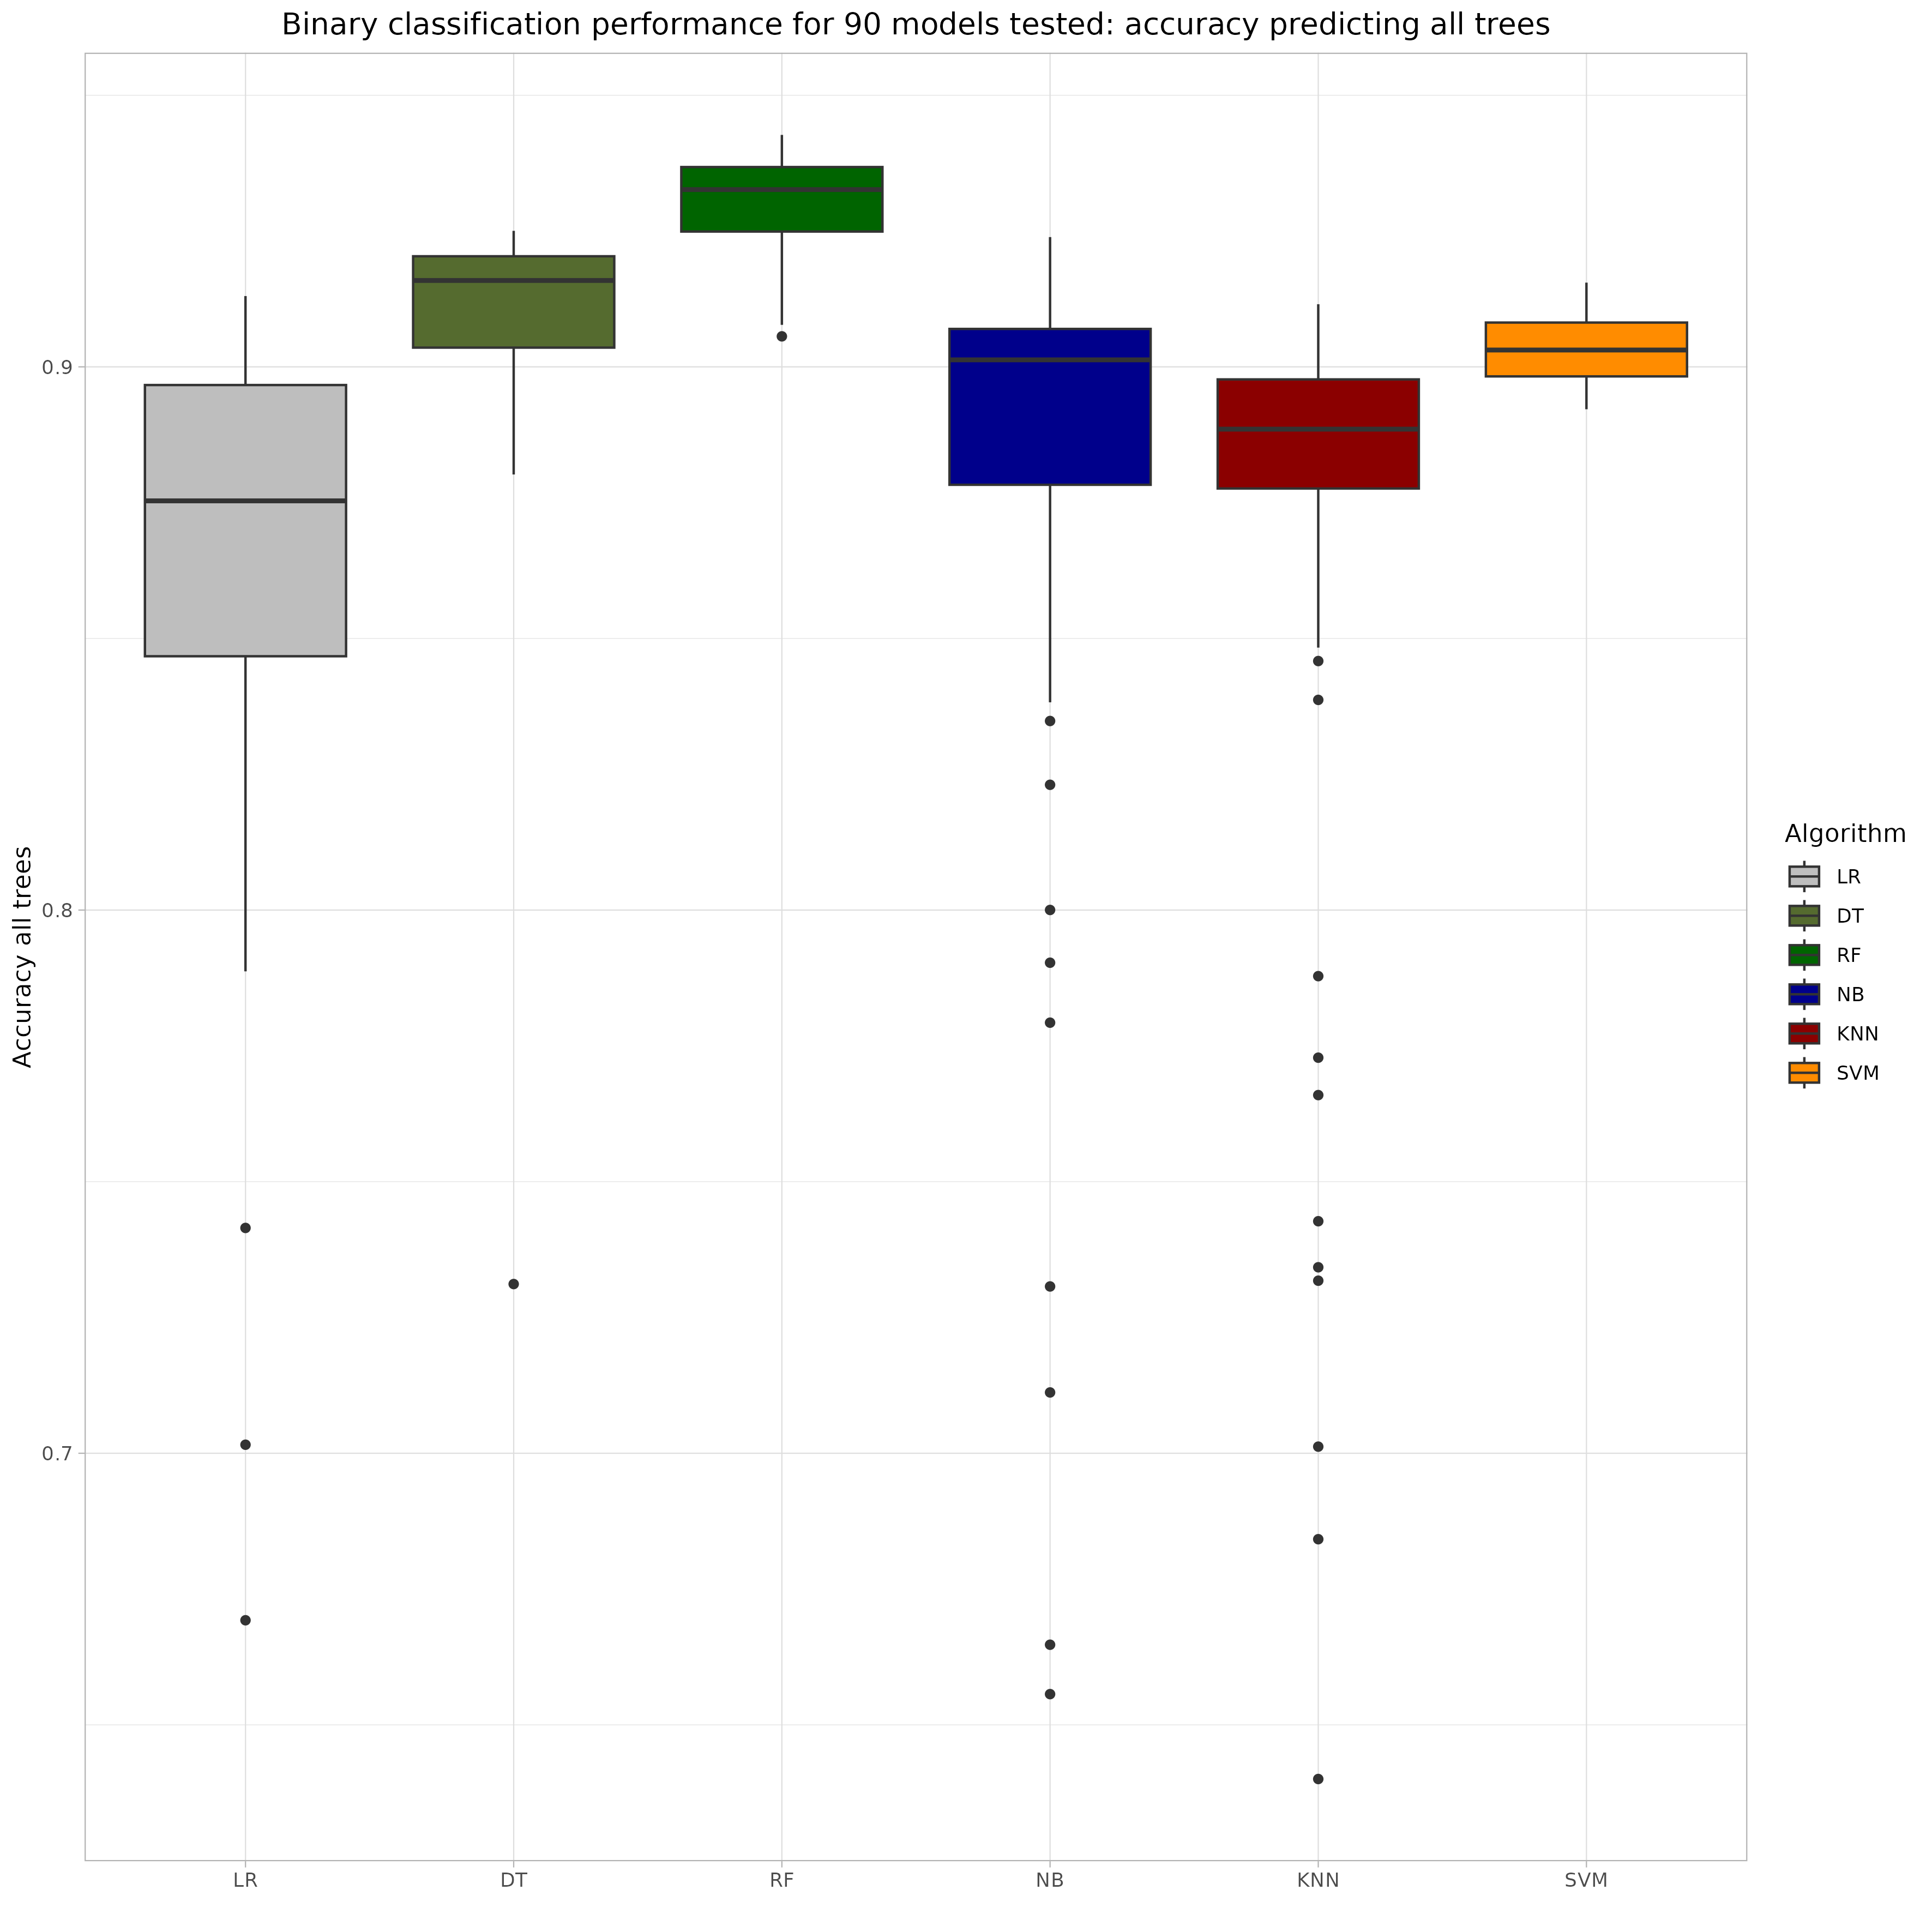 Binary classification performance for 90 models tested: accuracy predicting all trees
Accuracy all trees
0.9
0.8
0.7
LR DT RF NB KNN SVM
Algorithm
LR
DT
RF
NB
KNN
SVM